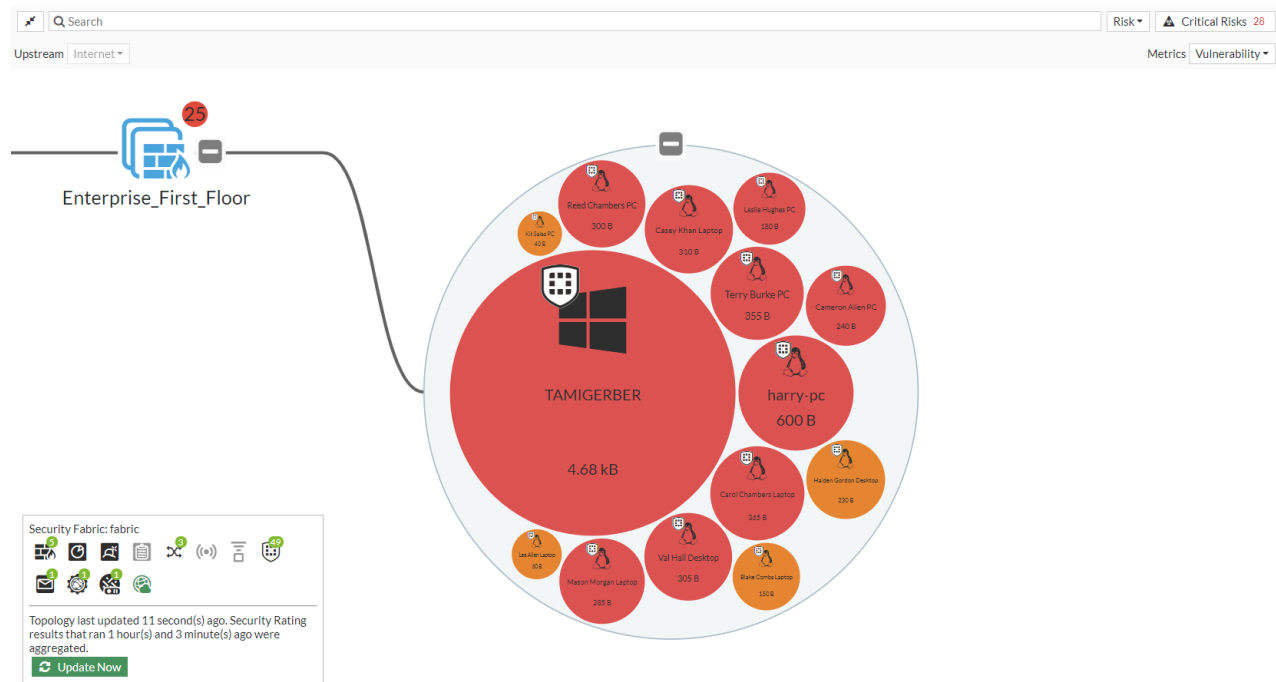 Search
Risk
Critical Risks 28
Upstream Internet
Metrics Vulnerability
25
Enterprise_First_Floor
Reed Chambers PC
300 B
Casey Khan Laptop
310 B
Leslie Hughes PC
180 B
Kit Salas PC
40 B
Terry Burke PC
355 B
Cameron Allen PC
240 B
TAMIGERBER
4.68 kB
harry-pc
600 B
Carol Chambers Laptop
365 B
Haiden Gordon Desktop
230 B
Lee Allen Laptop
60 B
Mason Morgan Laptop
285 B
Val Hall Desktop
305 B
Blake Combs Laptop
150 B
Security Fabric: fabric
5
3
49
1
1
1
Topology last updated 11 second(s) ago. Security Rating
results that ran 1 hour(s) and 3 minute(s) ago were
aggregated.
Update Now